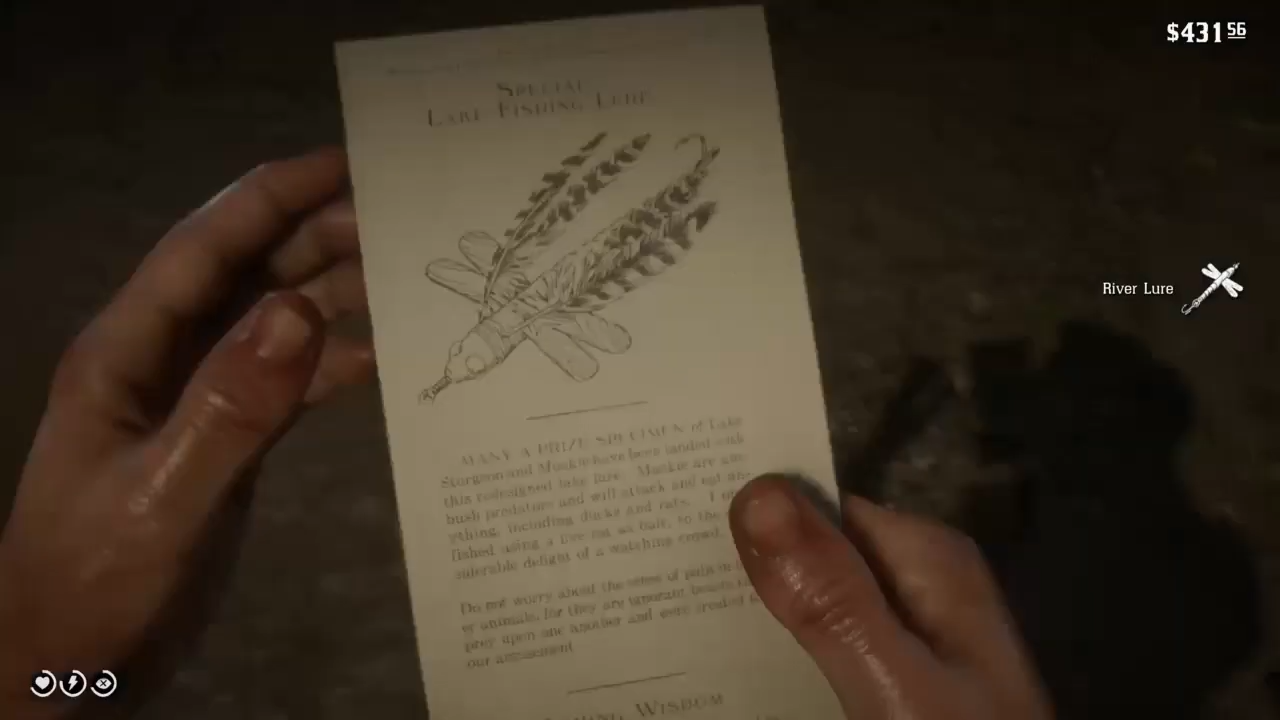 $431 56
SPECIAL
LAKE FISHING LURE
River Lure
MANY A PRIZE SPECIMEN of Lake
Sturgeon and Muskie have been landed with
this redesigned lake lure. Muskie are am-
bush predators and will attack and eat an-
ything, including ducks and rats. I
fished using a live rat as bait, to the
siderable delight of a watching crowd.
Do not worry about the sense of pain in
er animals, for they are ignorant beasts
prey upon one another and were created
our amusement
WISDOM